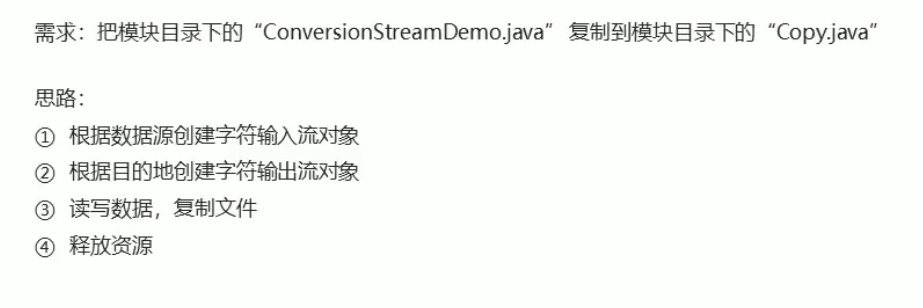 需求：把模块目录下的“ConversionStreamDemo.java” 复制到模块目录下的“Copy.java”
思路：
① 根据数据源创建字符输入流对象
② 根据目的地创建字符输出流对象
③ 读写数据，复制文件
④ 释放资源